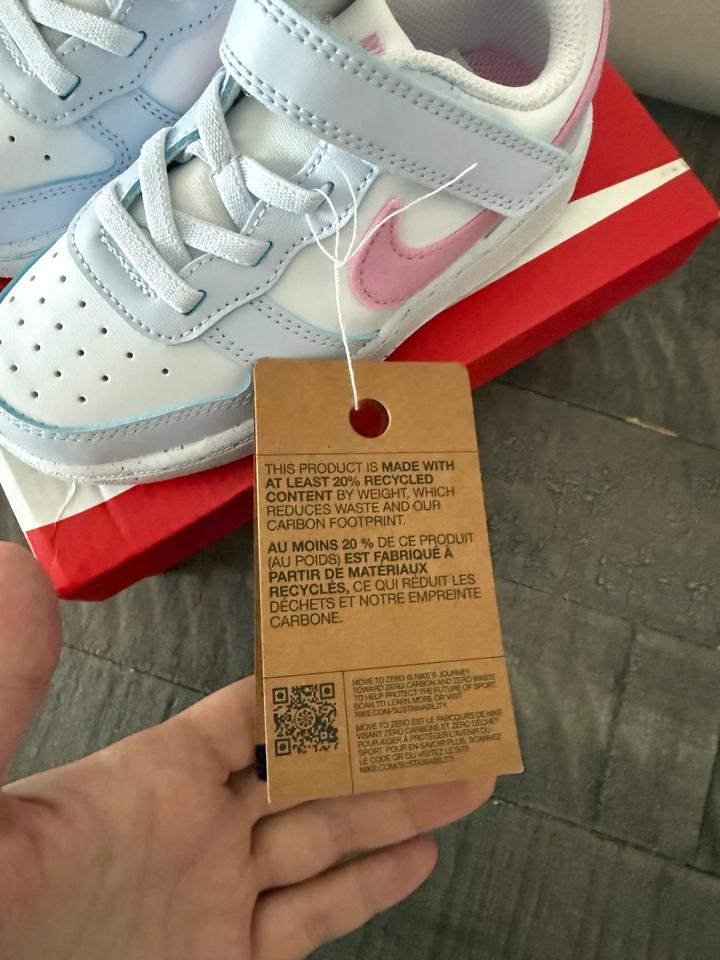 THIS PRODUCT IS MADE WITH
AT LEAST 20% RECYCLED
CONTENT BY WEIGHT, WHICH
REDUCES WASTE AND OUR
CARBON FOOTPRINT.
AU MOINS 20 % DE CE PRODUIT
(AU POIDS) EST FABRIQUÉ À
PARTIR DE MATÉRIAUX
RECYCLÉS, CE QUI RÉDUIT LES
DÉCHETS ET NOTRE EMPREINTE
CARBONE.
MOVE TO ZERO IS NIKE'S JOURNEY
TOWARD ZERO CARBON AND ZERO WASTE
TO HELP PROTECT THE FUTURE OF SPORT.
SCAN TO LEARN MORE OR VISIT
NIKE.COM/SUSTAINABILITY.
MOVE TO ZERO EST LE PARCOURS DE NIKE
VISANT ZÉRO CARBONE ET ZÉRO DÉCHET
POUR AIDER À PROTÉGER L'AVENIR DU
SPORT. POUR EN SAVOIR PLUS, SCANNEZ
LE CODE QR OU VISITEZ LE SITE
NIKE.COM/SUSTAINABILITY.